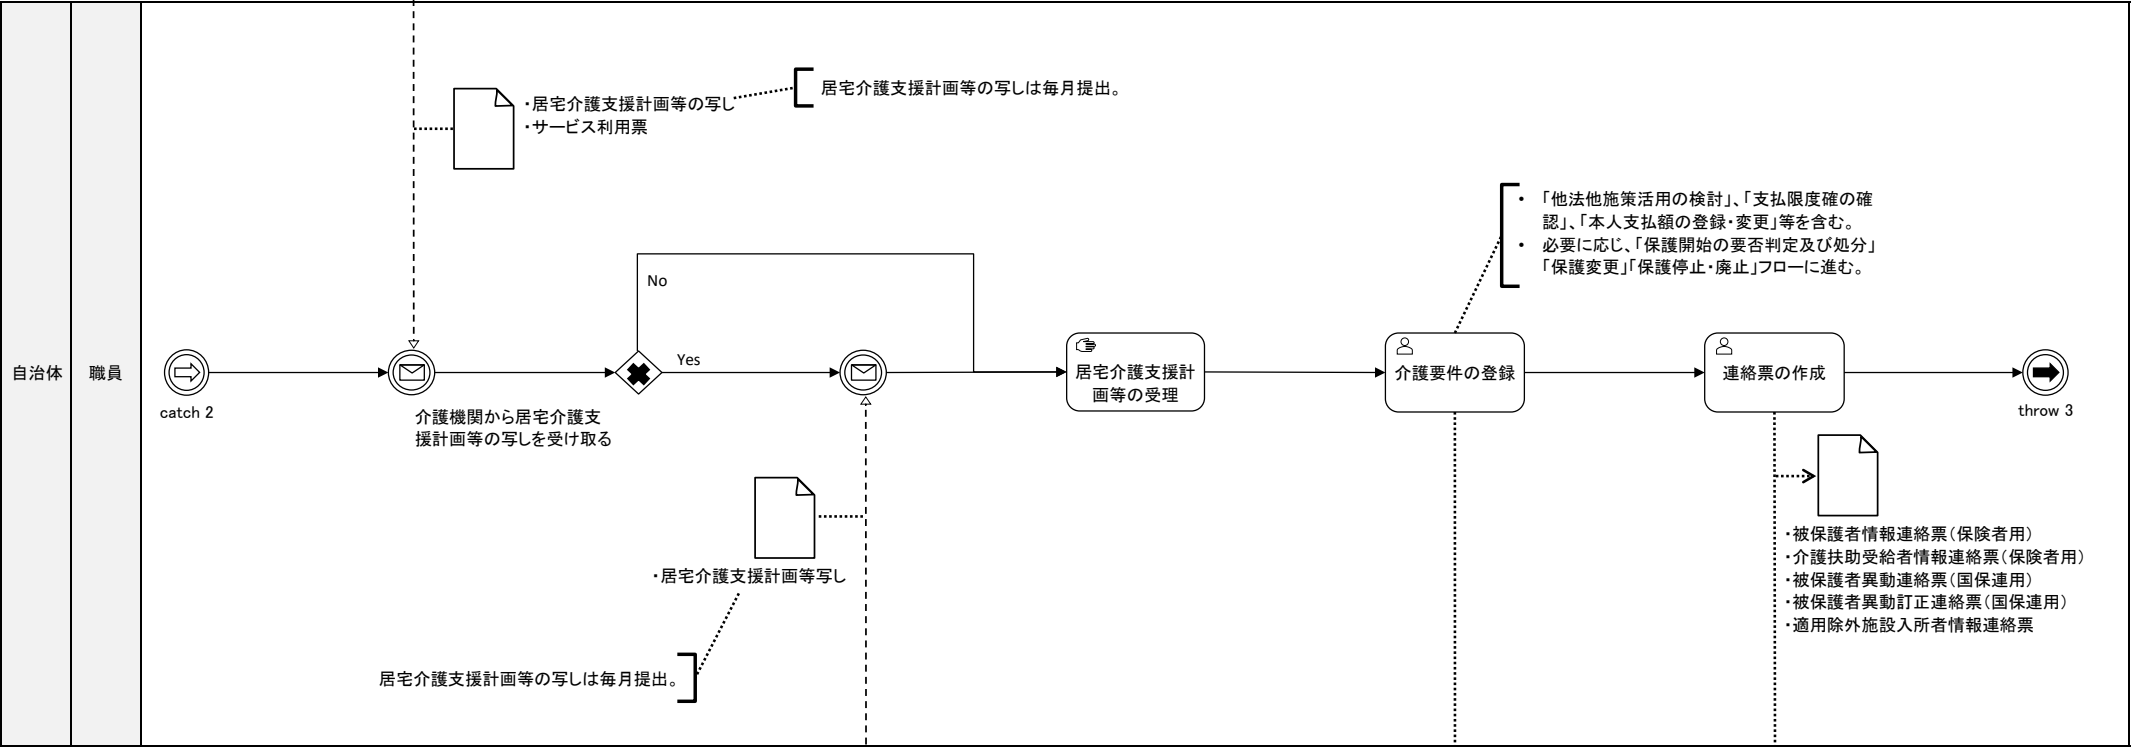 自治体
職員
・居宅介護支援計画等の写し
・サービス利用票
居宅介護支援計画等の写しは毎月提出。
• 「他法他施策活用の検討」、「支払限度確の確
認」、「本人支払額の登録・変更」等を含む。
• 必要に応じ、「保護開始の要否判定及び処分」
「保護変更」「保護停止・廃止」フローに進む。
No
Yes
catch 2
介護機関から居宅介護支
援計画等の写しを受け取る
居宅介護支援計
画等の受理
介護要件の登録
連絡票の作成
throw 3
・居宅介護支援計画等写し
居宅介護支援計画等の写しは毎月提出。
・被保護者情報連絡票(保険者用)
・介護扶助受給者情報連絡票(保険者用)
・被保護者異動連絡票(国保連用)
・被保護者異動訂正連絡票(国保連用)
・適用除外施設入所者情報連絡票